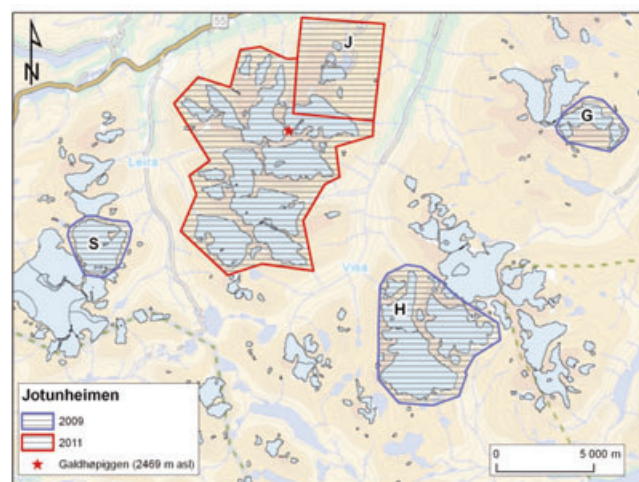 55
J
G
Leira
S
Visa
H
N
Jotunheimen
2009
2011
Galdhøpiggen (2469 m asl)
0 5 000 m